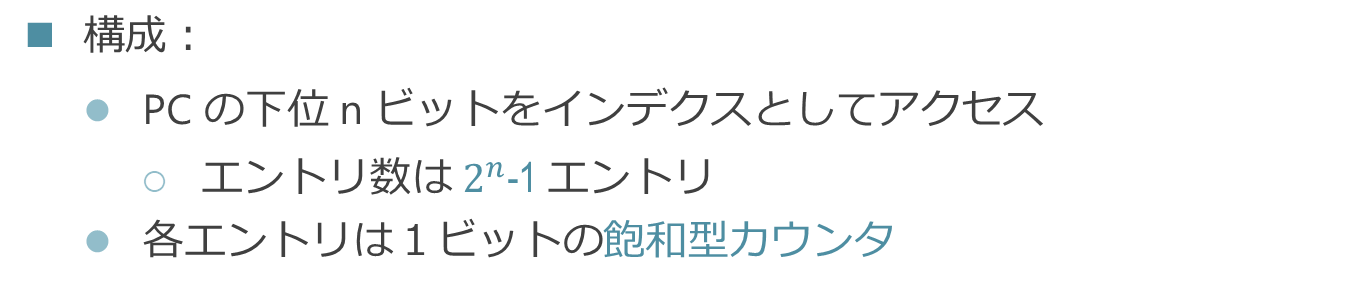 ■ 構成：
● PC の下位 n ビットをインデクスとしてアクセス
○ エントリ数は 2ⁿ-1 エントリ
● 各エントリは 1 ビットの飽和型カウンタ